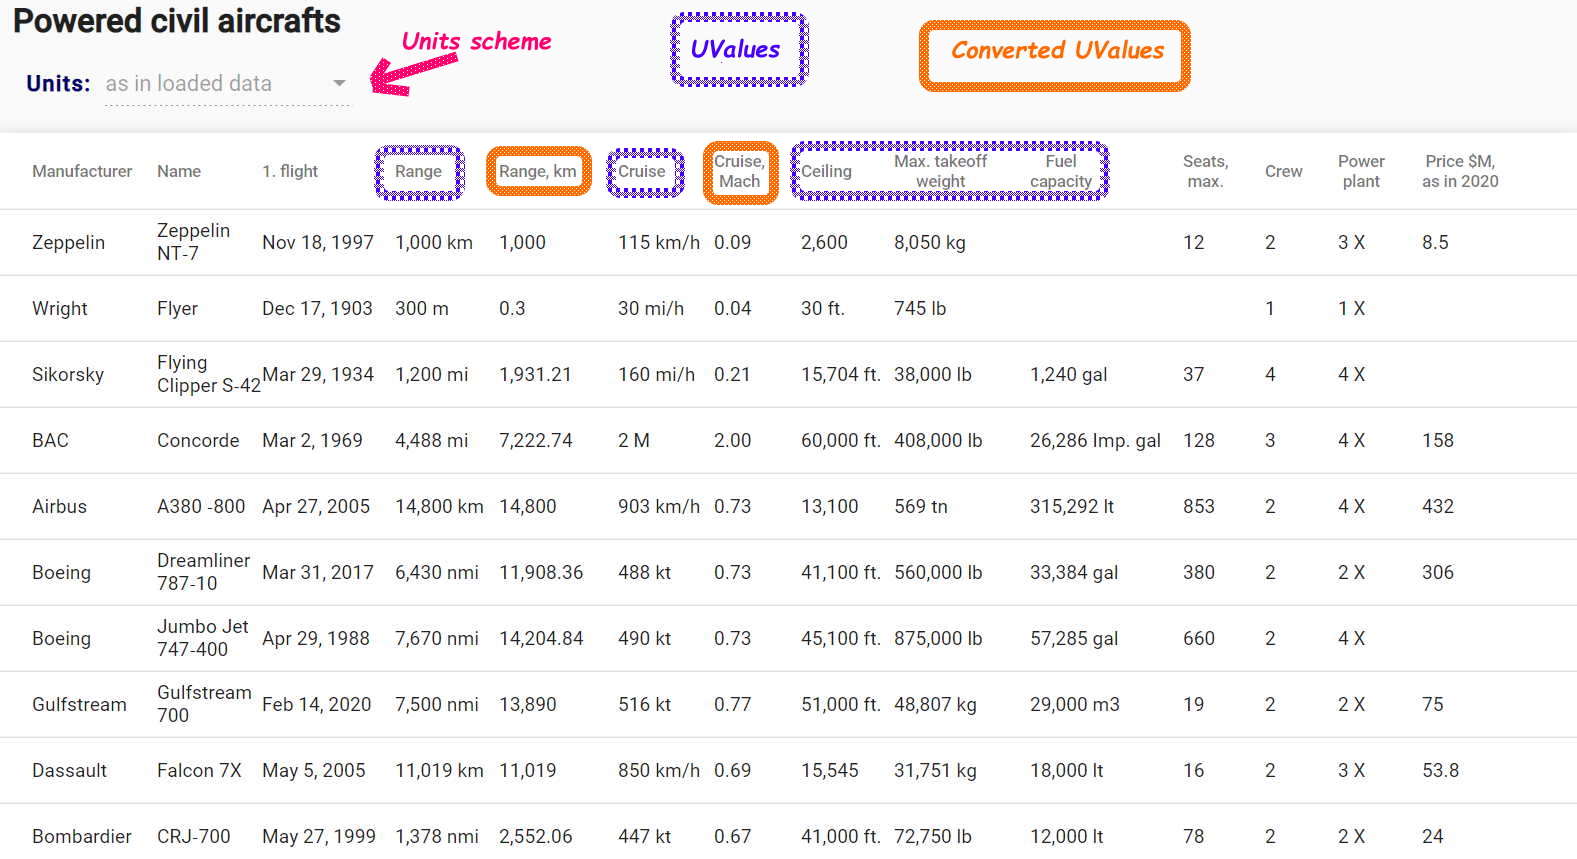 Powered civil aircrafts
Units scheme
UValues
Converted UValues
Units: as in loaded data
Manufacturer Name 1. flight Range Range, km Cruise Cruise, Mach Ceiling Max. takeoff weight Fuel capacity Seats, max. Crew Power plant Price $M, as in 2020
Zeppelin Zeppelin NT-7 Nov 18, 1997 1,000 km 1,000 115 km/h 0.09 2,600 8,050 kg 12 2 3 X 8.5
Wright Flyer Dec 17, 1903 300 m 0.3 30 mi/h 0.04 30 ft. 745 lb 1 1 X
Sikorsky Flying Clipper S-42 Mar 29, 1934 1,200 mi 1,931.21 160 mi/h 0.21 15,704 ft. 38,000 lb 1,240 gal 37 4 4 X
BAC Concorde Mar 2, 1969 4,488 mi 7,222.74 2 M 2.00 60,000 ft. 408,000 lb 26,286 Imp. gal 128 3 4 X 158
Airbus A380 -800 Apr 27, 2005 14,800 km 14,800 903 km/h 0.73 13,100 569 tn 315,292 lt 853 2 4 X 432
Boeing Dreamliner 787-10 Mar 31, 2017 6,430 nmi 11,908.36 488 kt 0.73 41,100 ft. 560,000 lb 33,384 gal 380 2 2 X 306
Boeing Jumbo Jet 747-400 Apr 29, 1988 7,670 nmi 14,204.84 490 kt 0.73 45,100 ft. 875,000 lb 57,285 gal 660 2 4 X
Gulfstream Gulfstream 700 Feb 14, 2020 7,500 nmi 13,890 516 kt 0.77 51,000 ft. 48,807 kg 29,000 m3 19 2 2 X 75
Dassault Falcon 7X May 5, 2005 11,019 km 11,019 850 km/h 0.69 15,545 31,751 kg 18,000 lt 16 2 3 X 53.8
Bombardier CRJ-700 May 27, 1999 1,378 nmi 2,552.06 447 kt 0.67 41,000 ft. 72,750 lb 12,000 lt 78 2 2 X 24